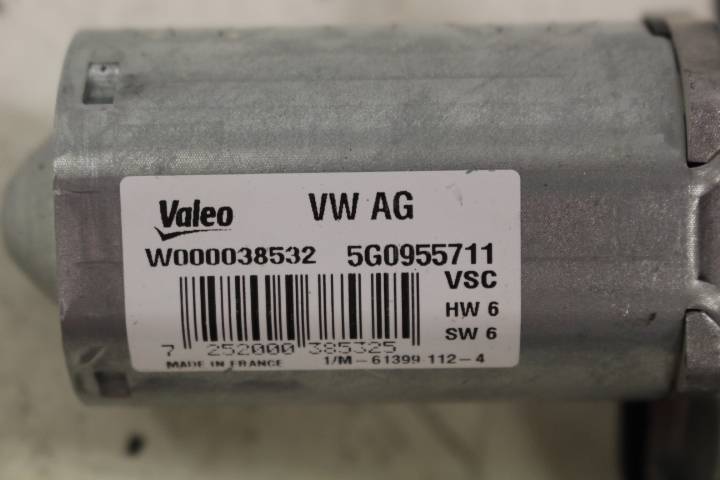 Valeo VW AG
W000038532 5G0955711
VSC
HW 6
SW 6
7 252000 385325
MADE IN FRANCE 1/M-61399 112-4